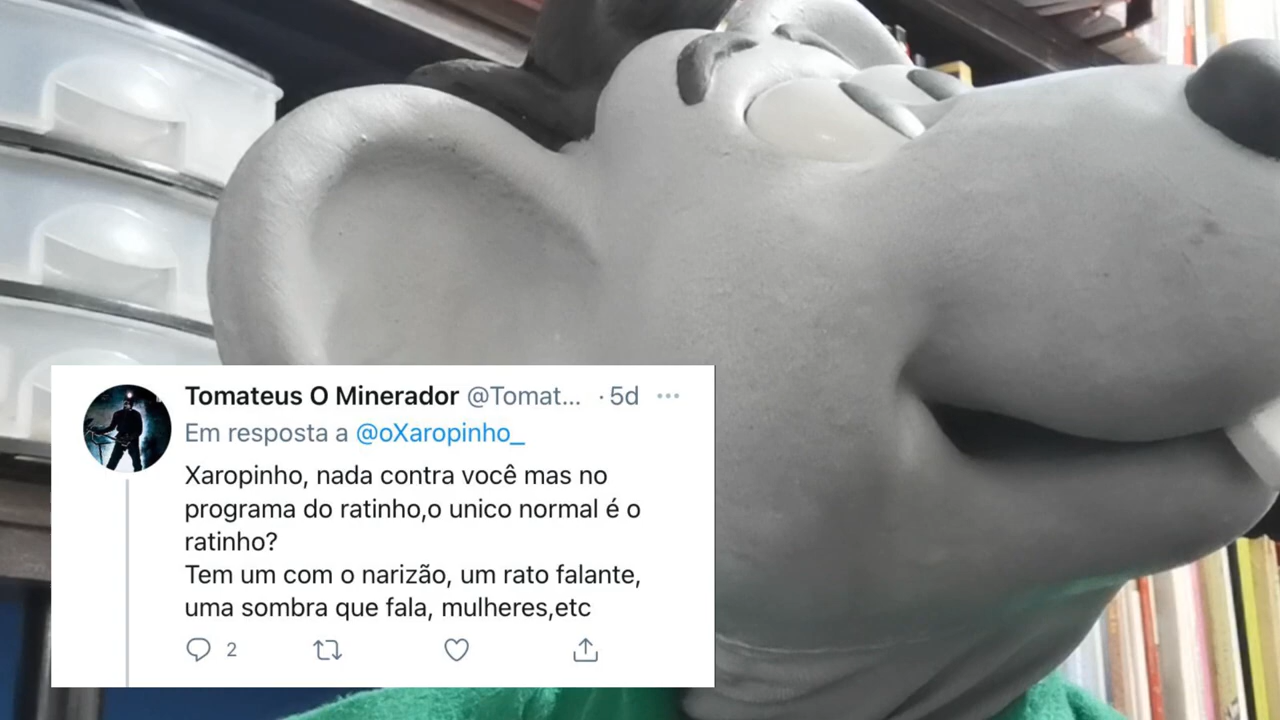 Tomateus O Minerador @Tomat... · 5d ···
Em resposta a @oXaropinho_
Xaropinho, nada contra você mas no
programa do ratinho,o unico normal é o
ratinho?
Tem um com o narizão, um rato falante,
uma sombra que fala, mulheres,etc
2